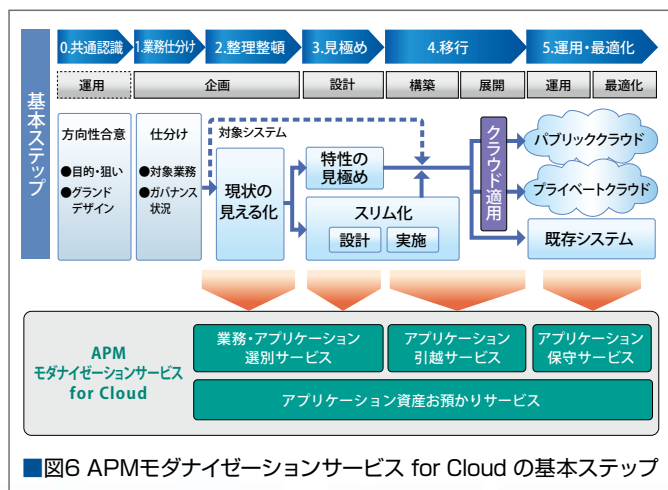 0.共通認識
1.業務仕分け
2.整理整頓
3.見極め
4.移行
5.運用・最適化
運用
企画
設計
構築
展開
運用
最適化
基本ステップ
方向性合意
●目的・狙い
●グランド
デザイン
仕分け
●対象業務
●ガバナンス
状況
対象システム
現状の
見える化
特性の
見極め
スリム化
設計
実施
クラウド適用
パブリッククラウド
プライベートクラウド
既存システム
APM
モダナイゼーションサービス
for Cloud
業務・アプリケーション
選別サービス
アプリケーション
引越サービス
アプリケーション
保守サービス
アプリケーション資産お預かりサービス
■図6 APMモダナイゼーションサービス for Cloud の基本ステップ